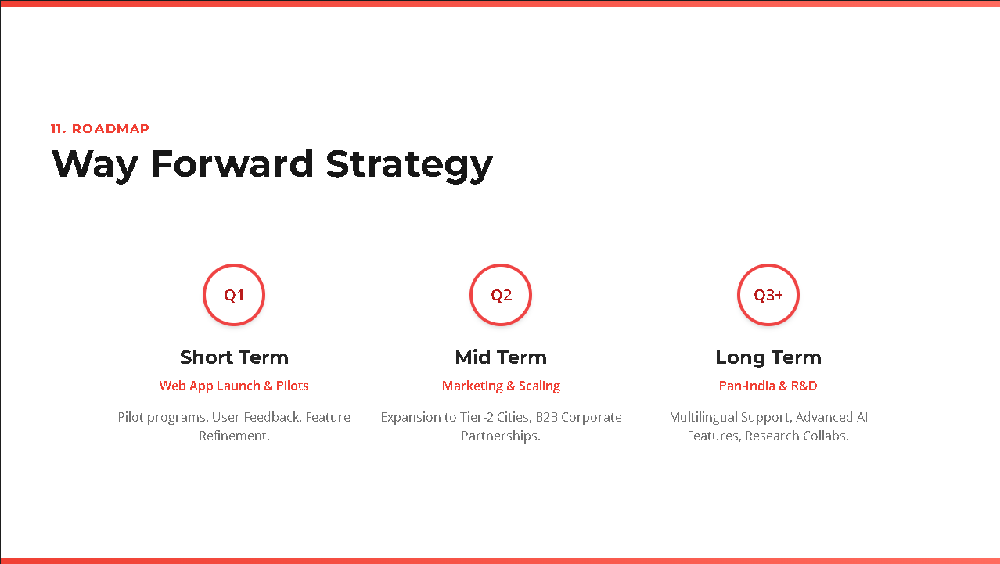 11. ROADMAP
Way Forward Strategy
Q1
Short Term
Web App Launch & Pilots
Pilot programs, User Feedback, Feature
Refinement.
Q2
Mid Term
Marketing & Scaling
Expansion to Tier-2 Cities, B2B Corporate
Partnerships.
Q3+
Long Term
Pan-India & R&D
Multilingual Support, Advanced AI
Features, Research Collabs.